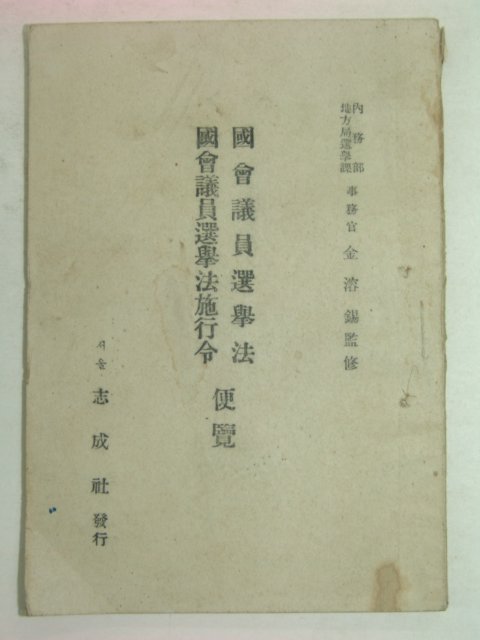 內務部
地方局選擧課
事務官 金溶錫 監修
國會議員選擧法
國會議員選擧法施行令
便覽
서울 志成社 發行